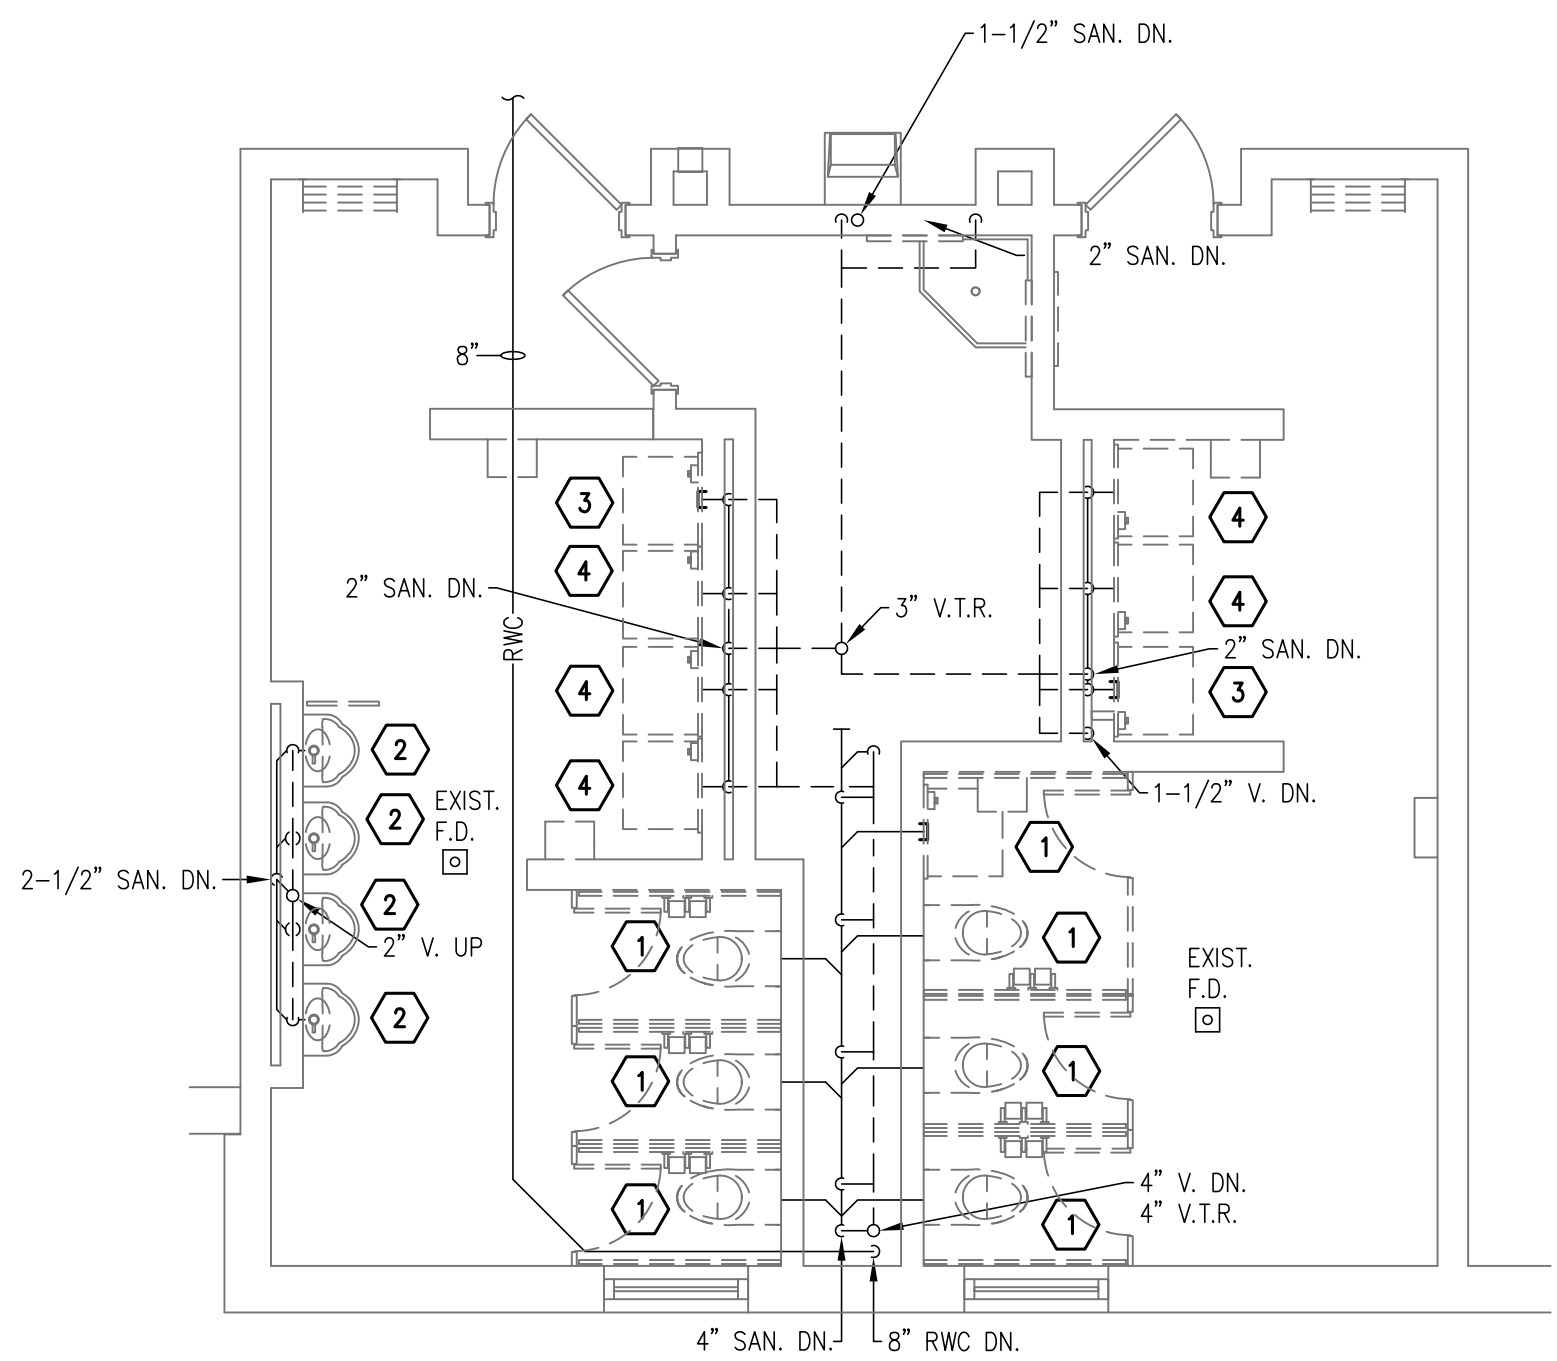 1-1/2" SAN. DN.
2" SAN. DN.
8"
3
4
4
4
2" SAN. DN.
3" V.T.R.
RWC
4
4
2" SAN. DN.
3
1-1/2" V. DN.
2
2
2
2
EXIST.
F.D.
2-1/2" SAN. DN.
2" V. UP
1
1
1
1
1
1
1
EXIST.
F.D.
4" V. DN.
4" V.T.R.
4" SAN. DN.
8" RWC DN.